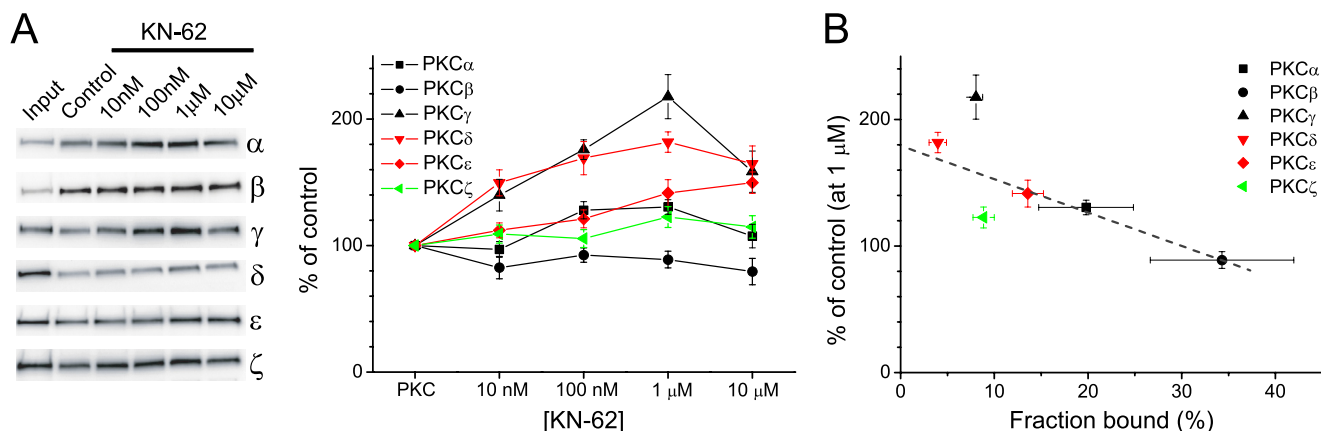 A
KN-62
Input Control 10nM 100nM 1μM 10μM
α
β
γ
δ
ε
ζ
% of control
200
100
0
PKCα
PKCβ
PKCγ
PKCδ
PKCε
PKCζ
PKC 10 nM 100 nM 1 μM 10 μM
[KN-62]
B
% of control (at 1 μM)
200
100
0
PKCα
PKCβ
PKCγ
PKCδ
PKCε
PKCζ
0 10 20 30 40
Fraction bound (%)